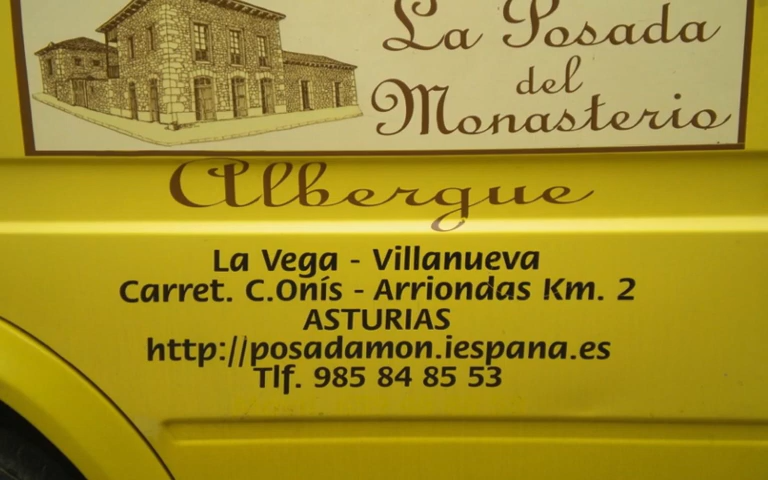 La Posada
del
Monasterio
Albergue
La Vega - Villanueva
Carret. C.Onís - Arriondas Km. 2
ASTURIAS
http://posadamon.iespana.es
Tlf. 985 84 85 53